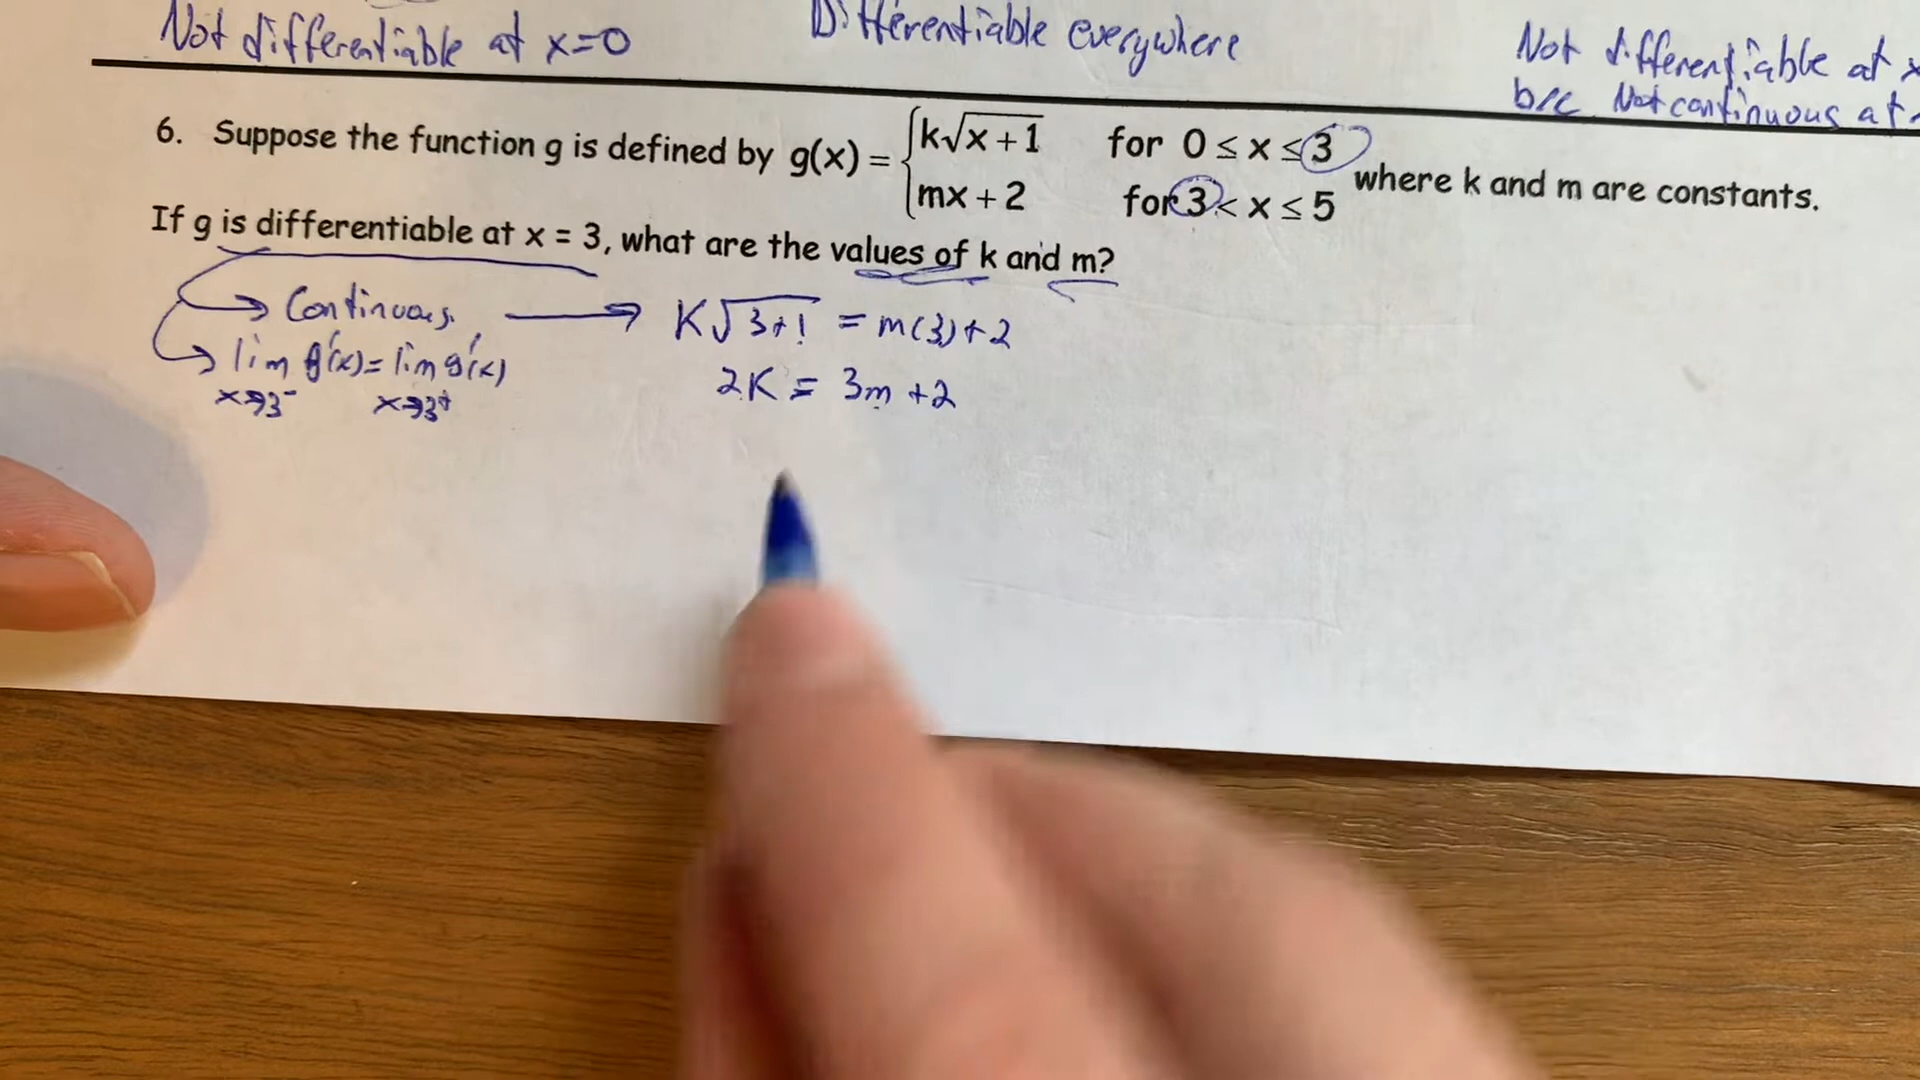 Not differentiable at x=0
Differentiable everywhere
Not differentiable at x
b/c Not continuous at
6. Suppose the function g is defined by g(x) = { k√(x+1) for 0 ≤ x ≤ 3
mx + 2 for 3 < x ≤ 5
where k and m are constants.
If g is differentiable at x = 3, what are the values of k and m?
→ Continuous. → K√(3+1) = m(3)+2
→ lim g'(x) = lim g'(x)
x→3⁻ x→3⁺
2K = 3m + 2